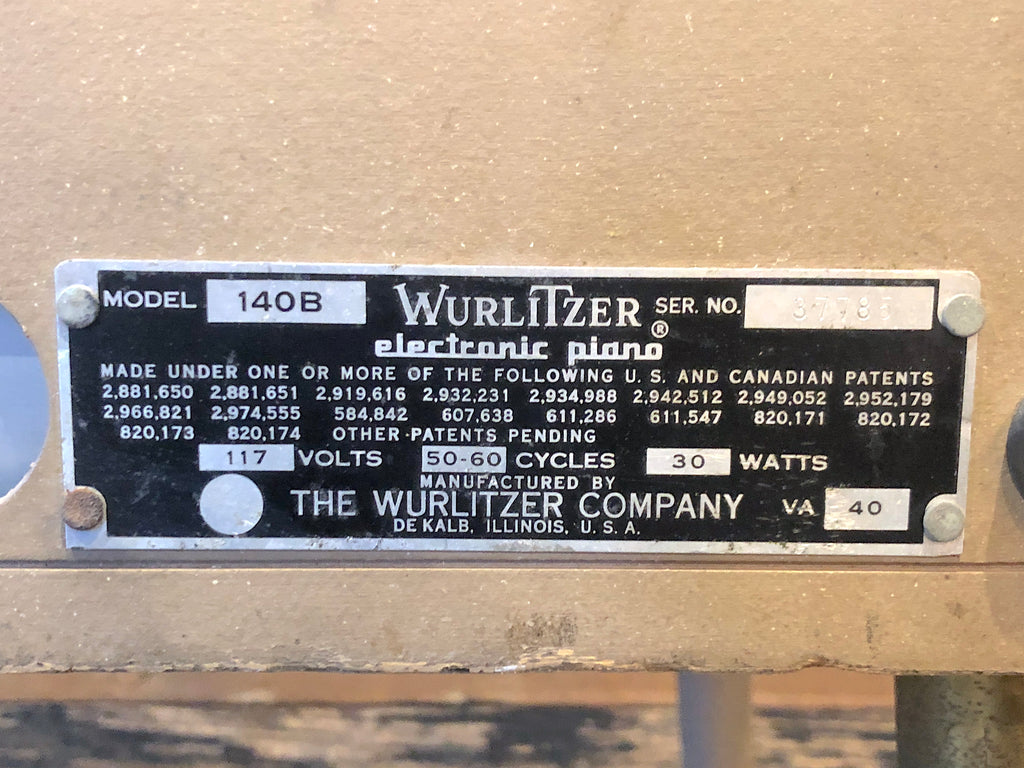 MODEL 140B WURLITZER® SER. NO.
electronic piano
MADE UNDER ONE OR MORE OF THE FOLLOWING U. S. AND CANADIAN PATENTS
2,881,650 2,881,651 2,919,616 2,932,231 2,934,988 2,942,512 2,949,052 2,952,179
2,966,821 2,974,555 584,842 607,638 611,286 611,547 820,171 820,172
820,173 820,174 OTHER PATENTS PENDING
117 VOLTS 50-60 CYCLES 30 WATTS
MANUFACTURED BY
THE WURLITZER COMPANY VA 40
DE KALB, ILLINOIS, U. S. A.